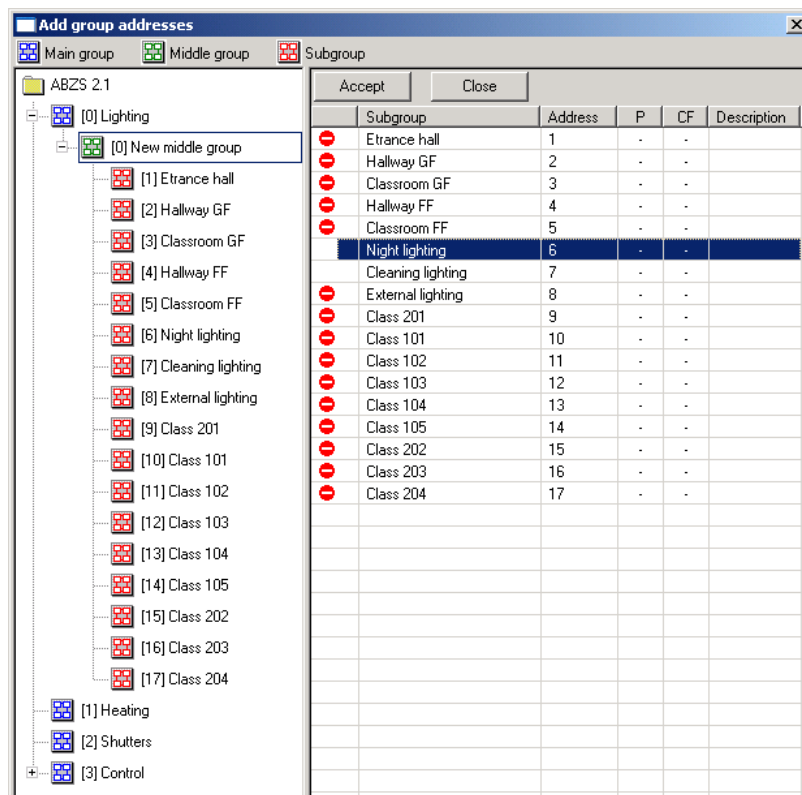 Add group addresses
Main group Middle group Subgroup
ABZS 2.1
[0] Lighting
[0] New middle group
[1] Etrance hall
[2] Hallway GF
[3] Classroom GF
[4] Hallway FF
[5] Classroom FF
[6] Night lighting
[7] Cleaning lighting
[8] External lighting
[9] Class 201
[10] Class 101
[11] Class 102
[12] Class 103
[13] Class 104
[14] Class 105
[15] Class 202
[16] Class 203
[17] Class 204
[1] Heating
[2] Shutters
[3] Control
Accept Close
Subgroup Address P CF Description
Etrance hall 1 - -
Hallway GF 2 - -
Classroom GF 3 - -
Hallway FF 4 - -
Classroom FF 5 - -
Night lighting 6 - -
Cleaning lighting 7 - -
External lighting 8 - -
Class 201 9 - -
Class 101 10 - -
Class 102 11 - -
Class 103 12 - -
Class 104 13 - -
Class 105 14 - -
Class 202 15 - -
Class 203 16 - -
Class 204 17 - -